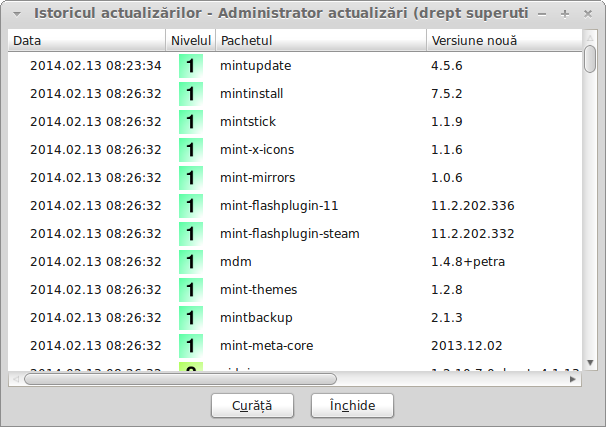 Istoricul actualizărilor - Administrator actualizări (drept superuti
Data Nivelul Pachetul Versiune nouă
2014.02.13 08:23:34 1 mintupdate 4.5.6
2014.02.13 08:26:32 1 mintinstall 7.5.2
2014.02.13 08:26:32 1 mintstick 1.1.9
2014.02.13 08:26:32 1 mint-x-icons 1.1.6
2014.02.13 08:26:32 1 mint-mirrors 1.0.6
2014.02.13 08:26:32 1 mint-flashplugin-11 11.2.202.336
2014.02.13 08:26:32 1 mint-flashplugin-steam 11.2.202.332
2014.02.13 08:26:32 1 mdm 1.4.8+petra
2014.02.13 08:26:32 1 mint-themes 1.2.8
2014.02.13 08:26:32 1 mintbackup 2.1.3
2014.02.13 08:26:32 1 mint-meta-core 2013.12.02
2014.02.13 08:26:32
Curăță Închide